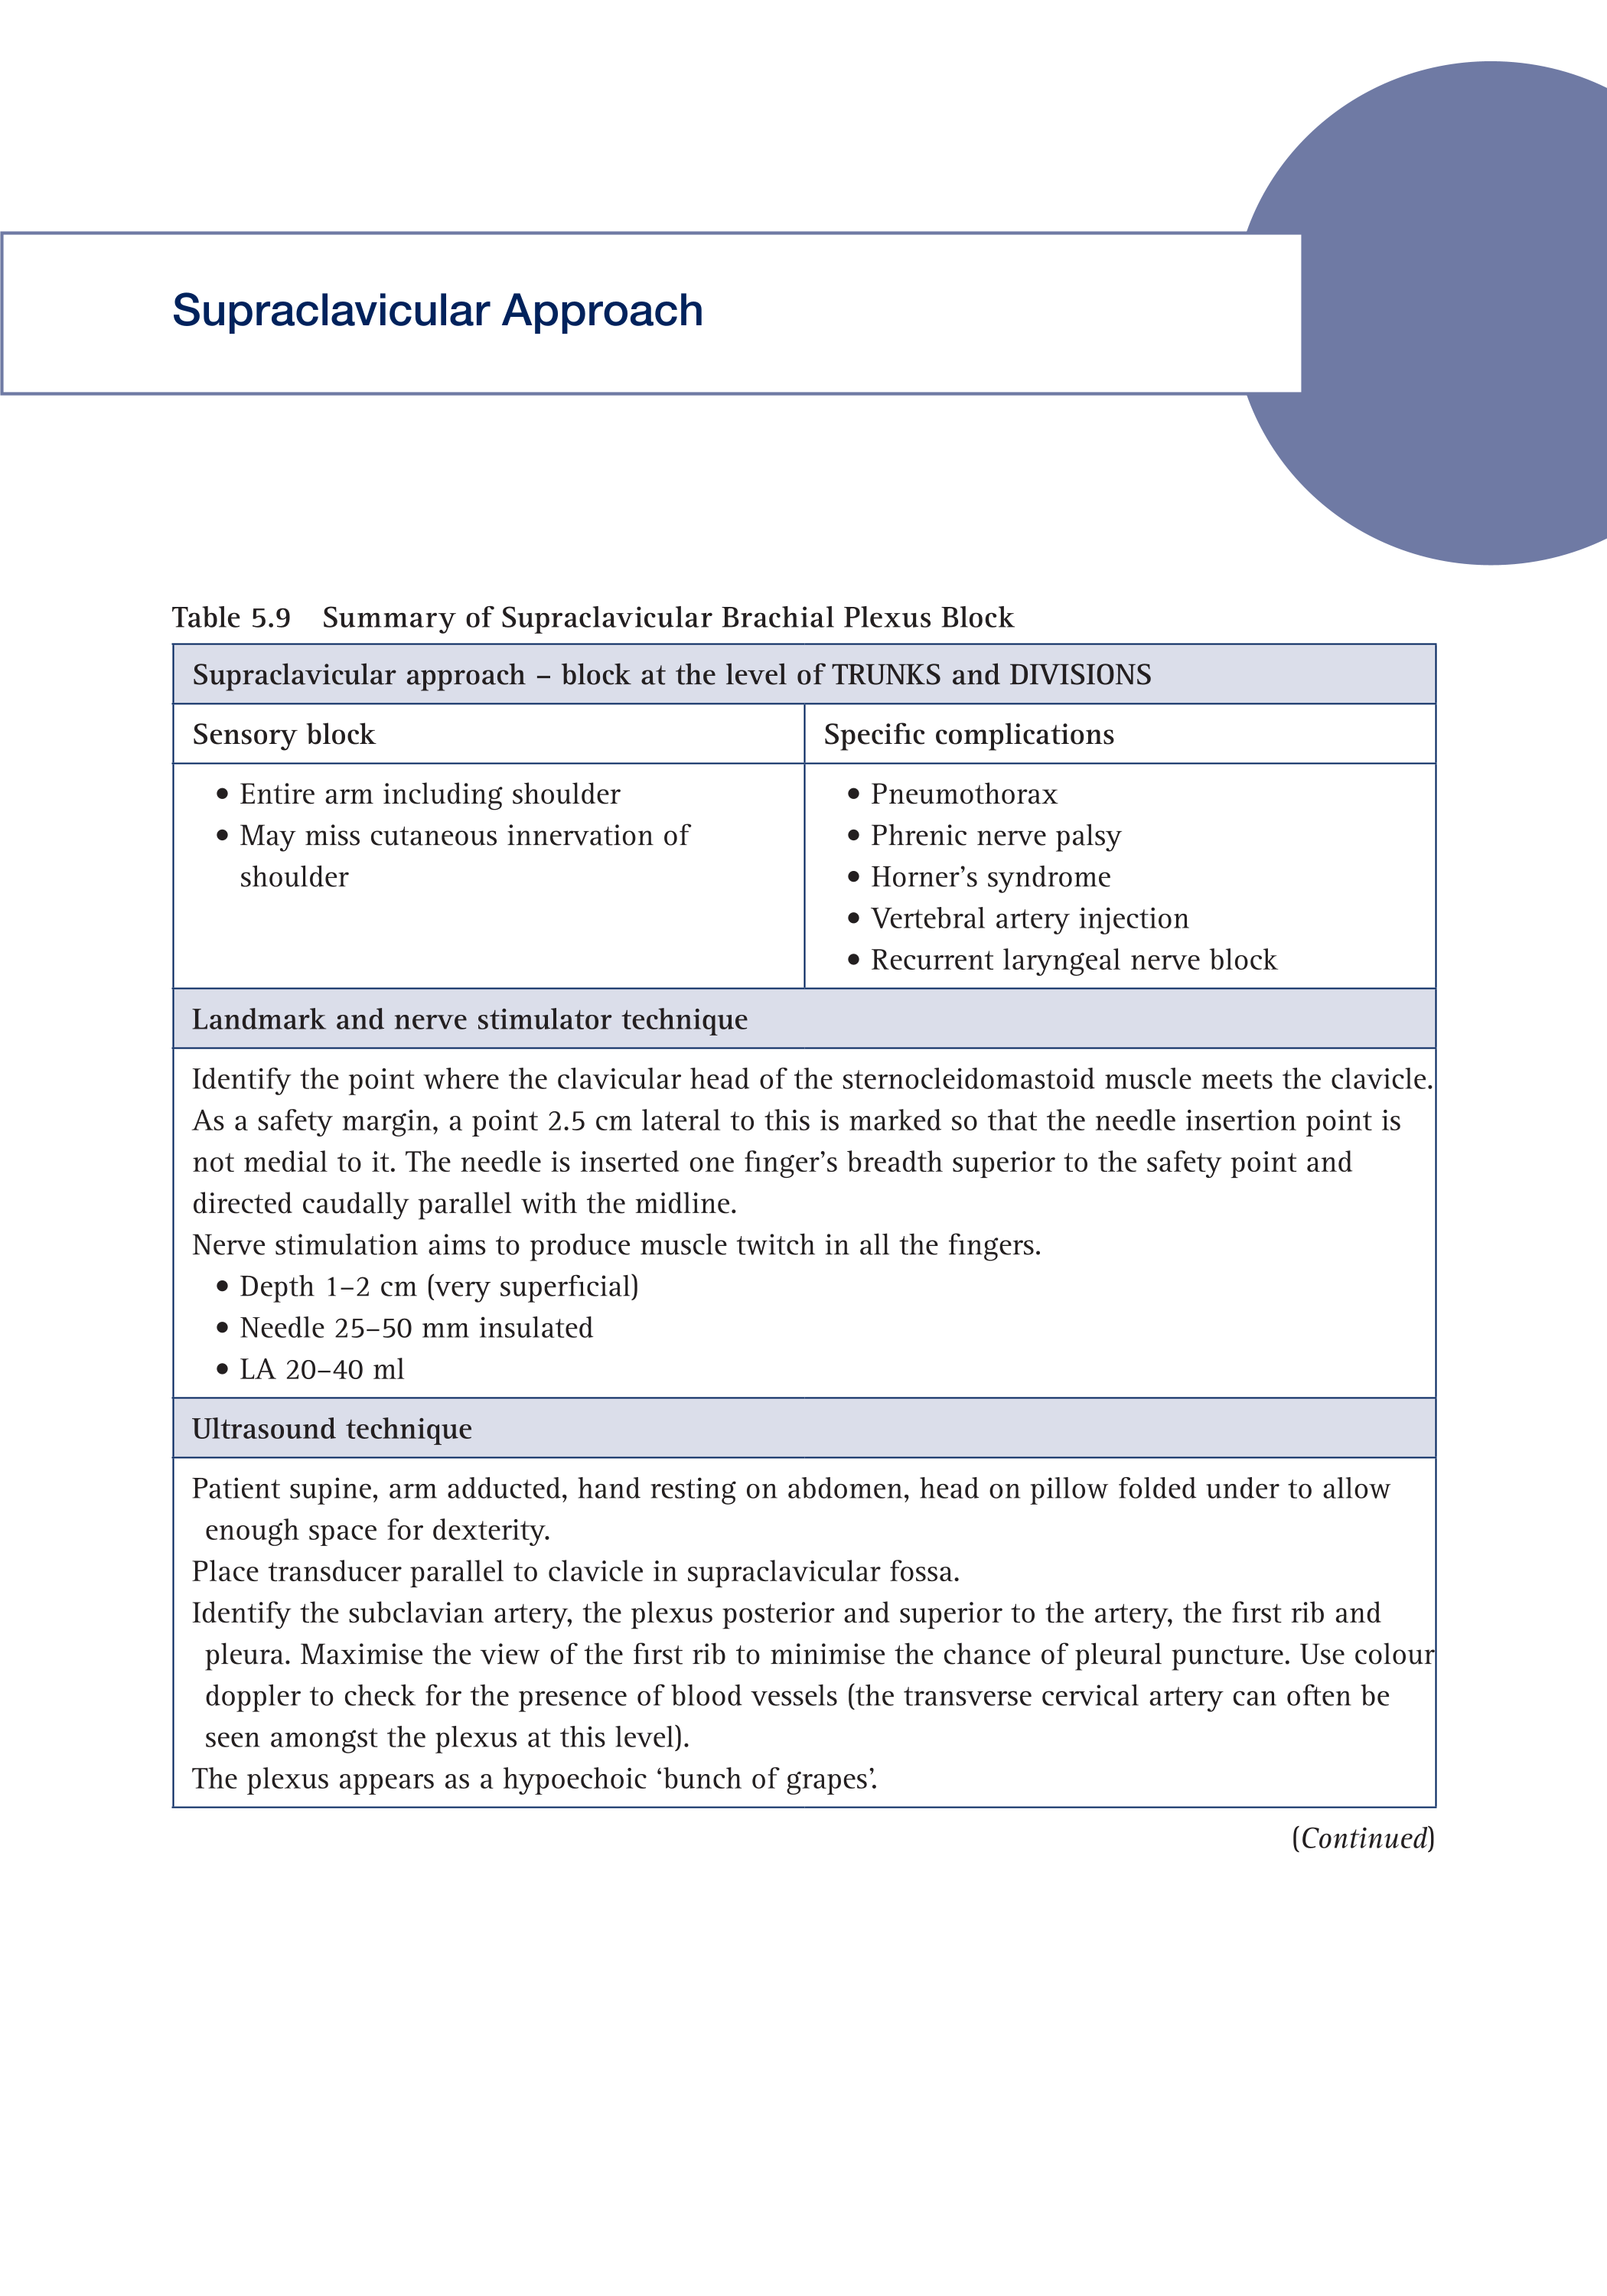 Supraclavicular Approach
Table 5.9 Summary of Supraclavicular Brachial Plexus Block
Supraclavicular approach – block at the level of TRUNKS and DIVISIONS
Sensory block
Specific complications
• Entire arm including shoulder
• May miss cutaneous innervation of
shoulder
• Pneumothorax
• Phrenic nerve palsy
• Horner’s syndrome
• Vertebral artery injection
• Recurrent laryngeal nerve block
Landmark and nerve stimulator technique
Identify the point where the clavicular head of the sternocleidomastoid muscle meets the clavicle.
As a safety margin, a point 2.5 cm lateral to this is marked so that the needle insertion point is
not medial to it. The needle is inserted one finger’s breadth superior to the safety point and
directed caudally parallel with the midline.
Nerve stimulation aims to produce muscle twitch in all the fingers.
• Depth 1–2 cm (very superficial)
• Needle 25–50 mm insulated
• LA 20–40 ml
Ultrasound technique
Patient supine, arm adducted, hand resting on abdomen, head on pillow folded under to allow
enough space for dexterity.
Place transducer parallel to clavicle in supraclavicular fossa.
Identify the subclavian artery, the plexus posterior and superior to the artery, the first rib and
pleura. Maximise the view of the first rib to minimise the chance of pleural puncture. Use colour
doppler to check for the presence of blood vessels (the transverse cervical artery can often be
seen amongst the plexus at this level).
The plexus appears as a hypoechoic ‘bunch of grapes’.
(Continued)